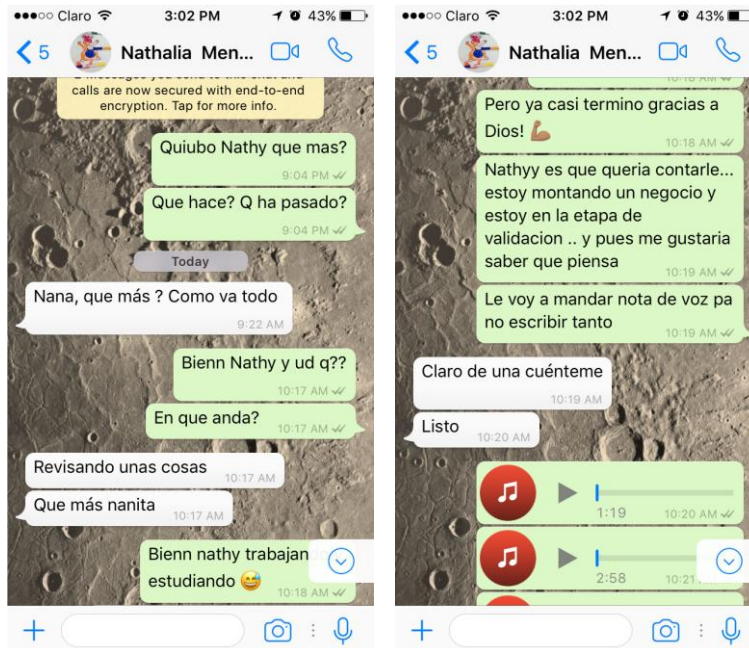 Claro 3:02 PM 43%
5 Nathalia Men...
calls are now secured with end-to-end
encryption. Tap for more info.
Quiubo Nathy que mas?
9:04 PM
Que hace? Q ha pasado?
9:04 PM
Today
Nana, que más ? Como va todo
9:22 AM
Bienn Nathy y ud q??
10:17 AM
En que anda?
10:17 AM
Revisando unas cosas
10:17 AM
Que más nanita
10:17 AM
Bienn nathy
estudiando 😅
10:18 AM
Claro 3:02 PM 43%
5 Nathalia Men...
Pero ya casi termino gracias a
Dios! 💪🏽
10:18 AM
Nathyy es que queria contarle...
estoy montando un negocio y
estoy en la etapa de
validacion .. y pues me gustaria
saber que piensa
10:19 AM
Le voy a mandar nota de voz pa
no escribir tanto
10:19 AM
Claro de una cuénteme
10:19 AM
Listo
10:20 AM
1:19 10:20 AM
2:58 10:21